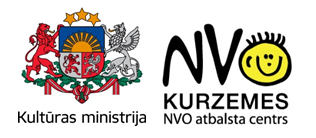 Kultūras ministrija
NVO
KURZEMES
NVO atbalsta centrs